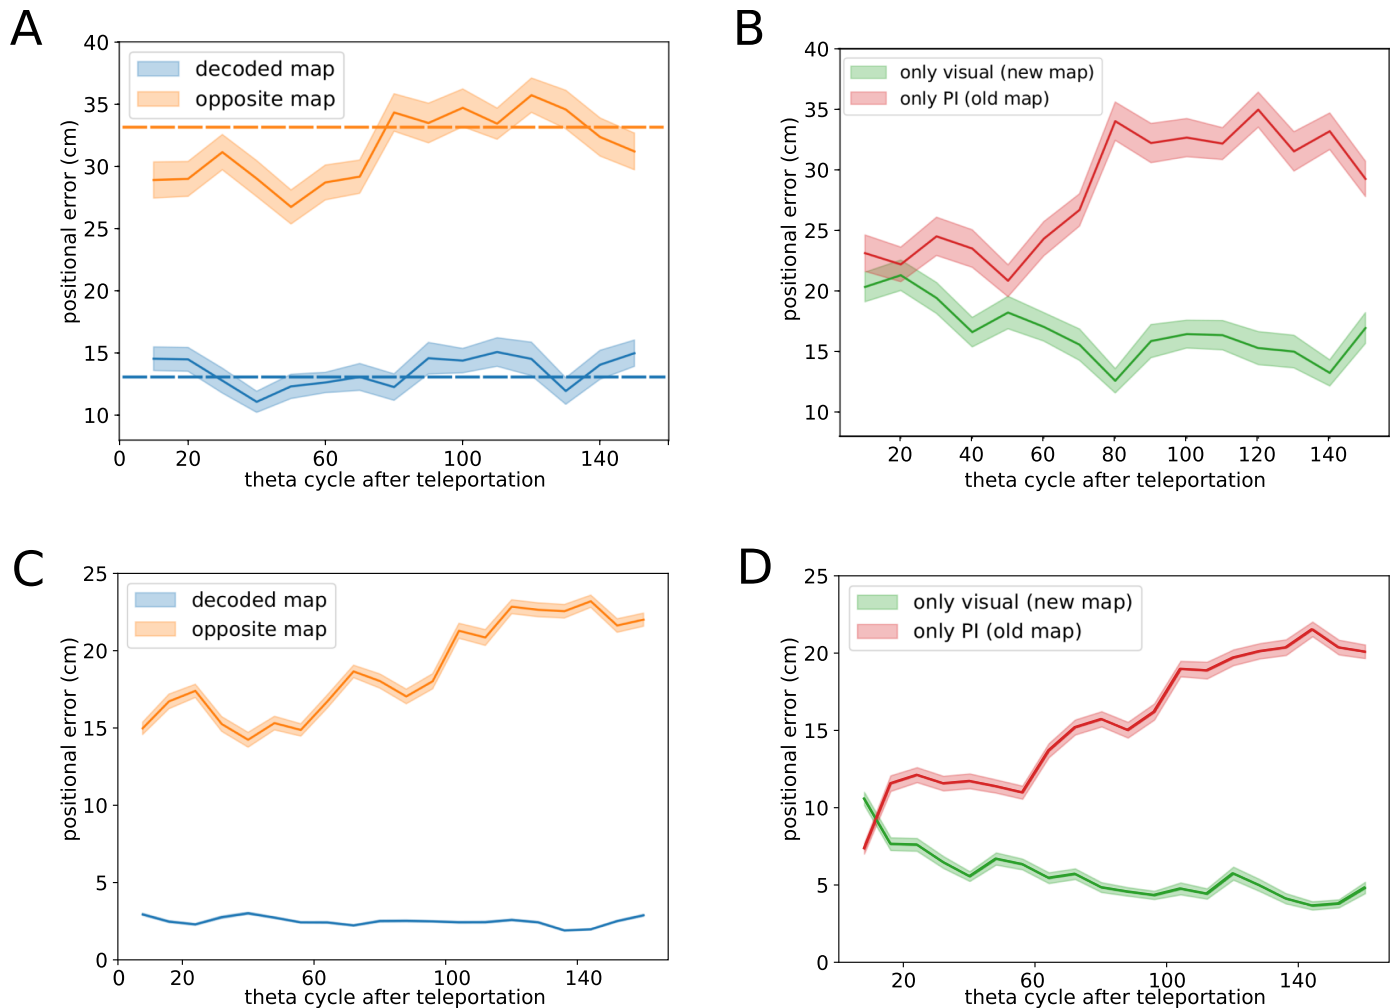 A
40
35
30
25
20
15
10
positional error (cm)
decoded map
opposite map
0 20 60 100 140
theta cycle after teleportation
B
40
35
30
25
20
15
10
positional error (cm)
only visual (new map)
only PI (old map)
20 40 60 80 100 120 140
theta cycle after teleportation
C
25
20
15
10
5
0
positional error (cm)
decoded map
opposite map
0 20 60 100 140
theta cycle after teleportation
D
25
20
15
10
5
0
positional error (cm)
only visual (new map)
only PI (old map)
20 60 100 140
theta cycle after teleportation